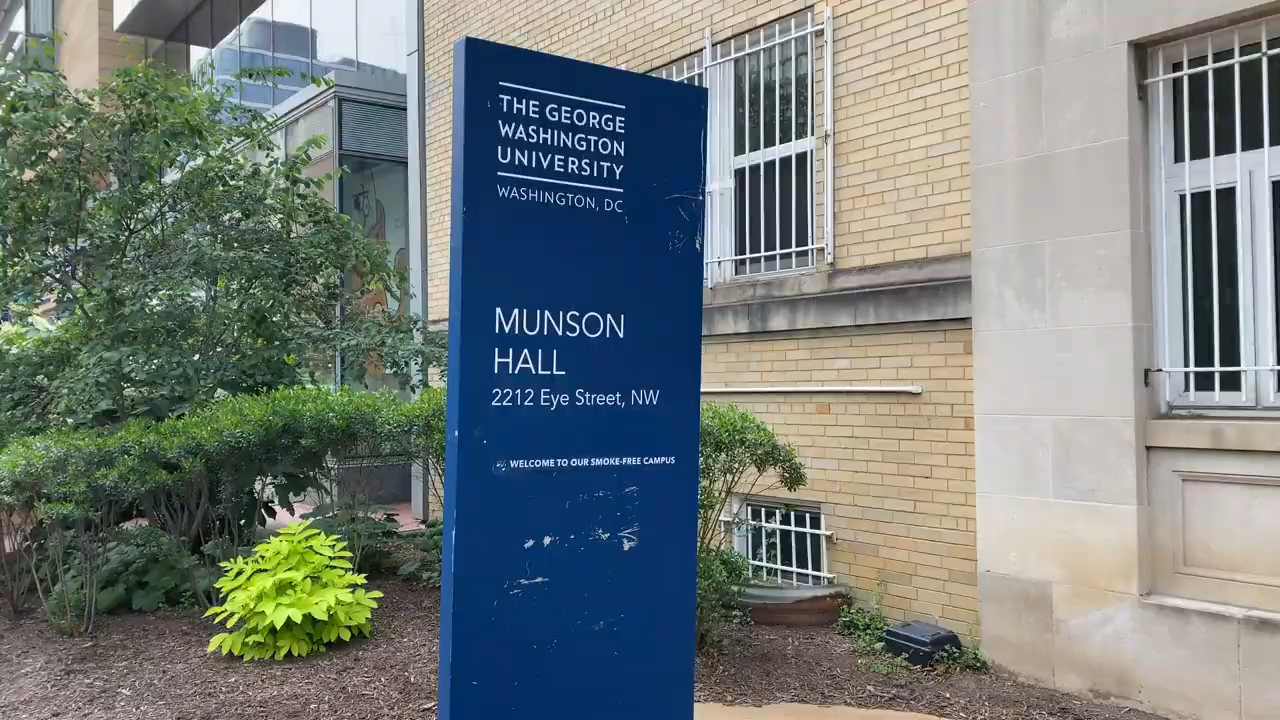 THE GEORGE
WASHINGTON
UNIVERSITY
WASHINGTON, DC
MUNSON
HALL
2212 Eye Street, NW
WELCOME TO OUR SMOKE-FREE CAMPUS